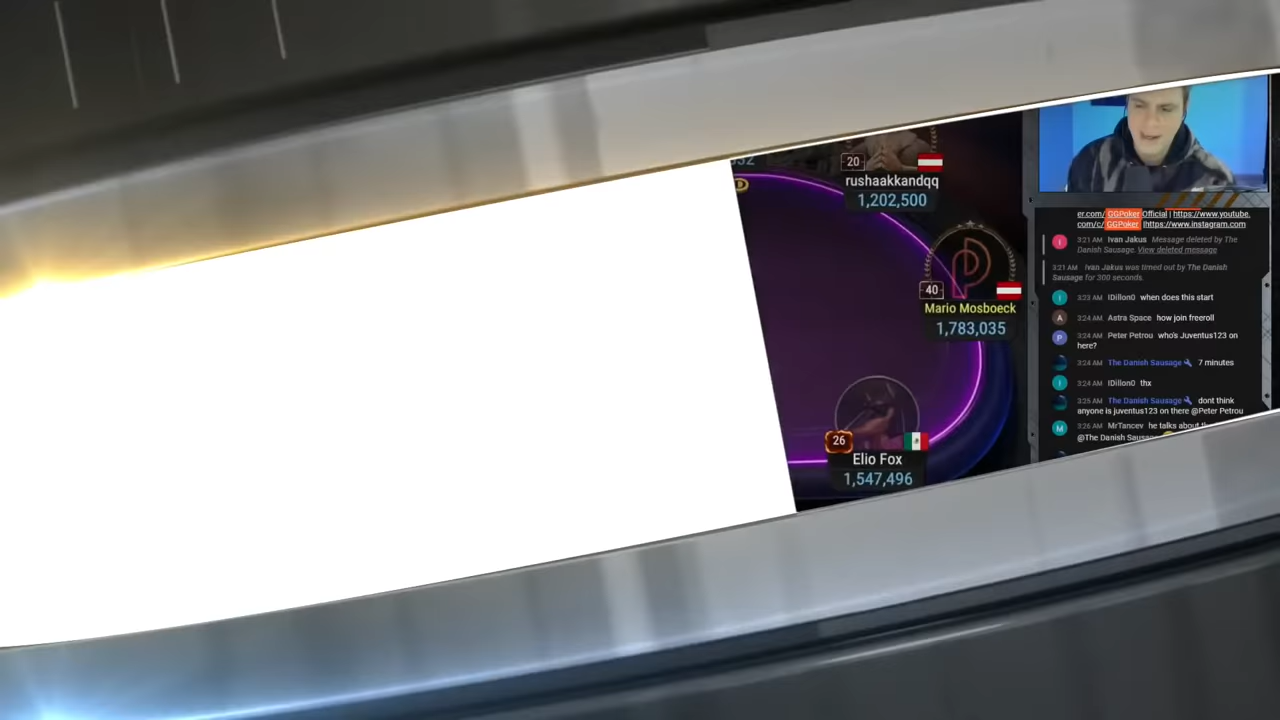 20
rushaakkandqq
1,202,500
40
Mario Mosboeck
1,783,035
26
Elio Fox
1,547,496
er.com/ GGPoker Official | https://www.youtube.
com/c/ GGPoker |https://www.instagram.com
I
3:21 AM Ivan Jakus Message deleted by The
Danish Sausage. View deleted message
3:21 AM Ivan Jakus was timed out by The Danish
Sausage for 300 seconds.
I
3:23 AM IDillon0 when does this start
A
3:24 AM Astra Space how join freeroll
P
3:24 AM Peter Petrou who's Juventus123 on
here?
3:24 AM The Danish Sausage 7 minutes
I
3:24 AM IDillon0 thx
3:25 AM The Danish Sausage dont think
anyone is juventus123 on there @Peter Petrou
M
3:26 AM MrTancev he talks about
@The Danish